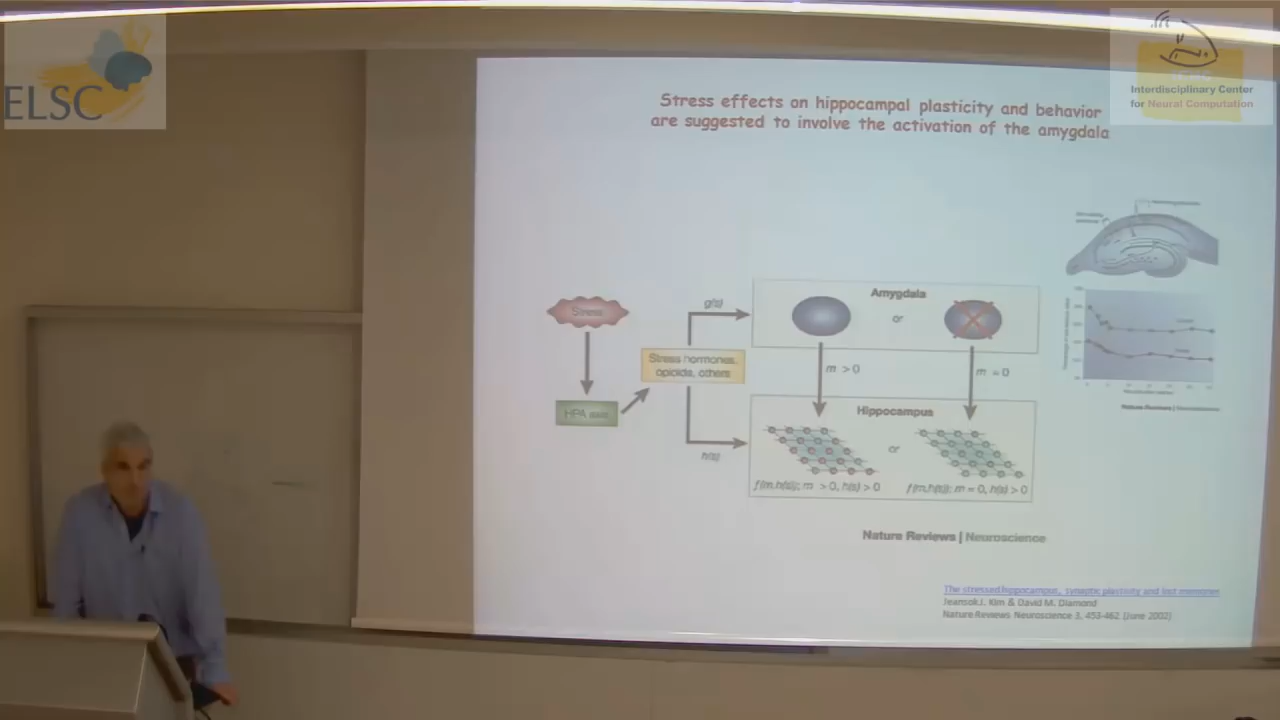 ELSC
Interdisciplinary Center
for Neural Computation
Stress effects on hippocampal plasticity and behavior
are suggested to involve the activation of the amygdala
Stress
HPA axis
Stress hormones,
opioids, others
g(s)
h(s)
Amygdala
or
m > 0
m = 0
Hippocampus
or
f(m,h(s)); m > 0, h(s) > 0
f(m,h(s)); m = 0, h(s) > 0
Nature Reviews | Neuroscience
Nature Reviews | Neuroscience
The stressed hippocampus, synaptic plasticity and lost memories
Jeansok J. Kim & David M. Diamond
Nature Reviews Neuroscience 3, 453-462 (June 2002)